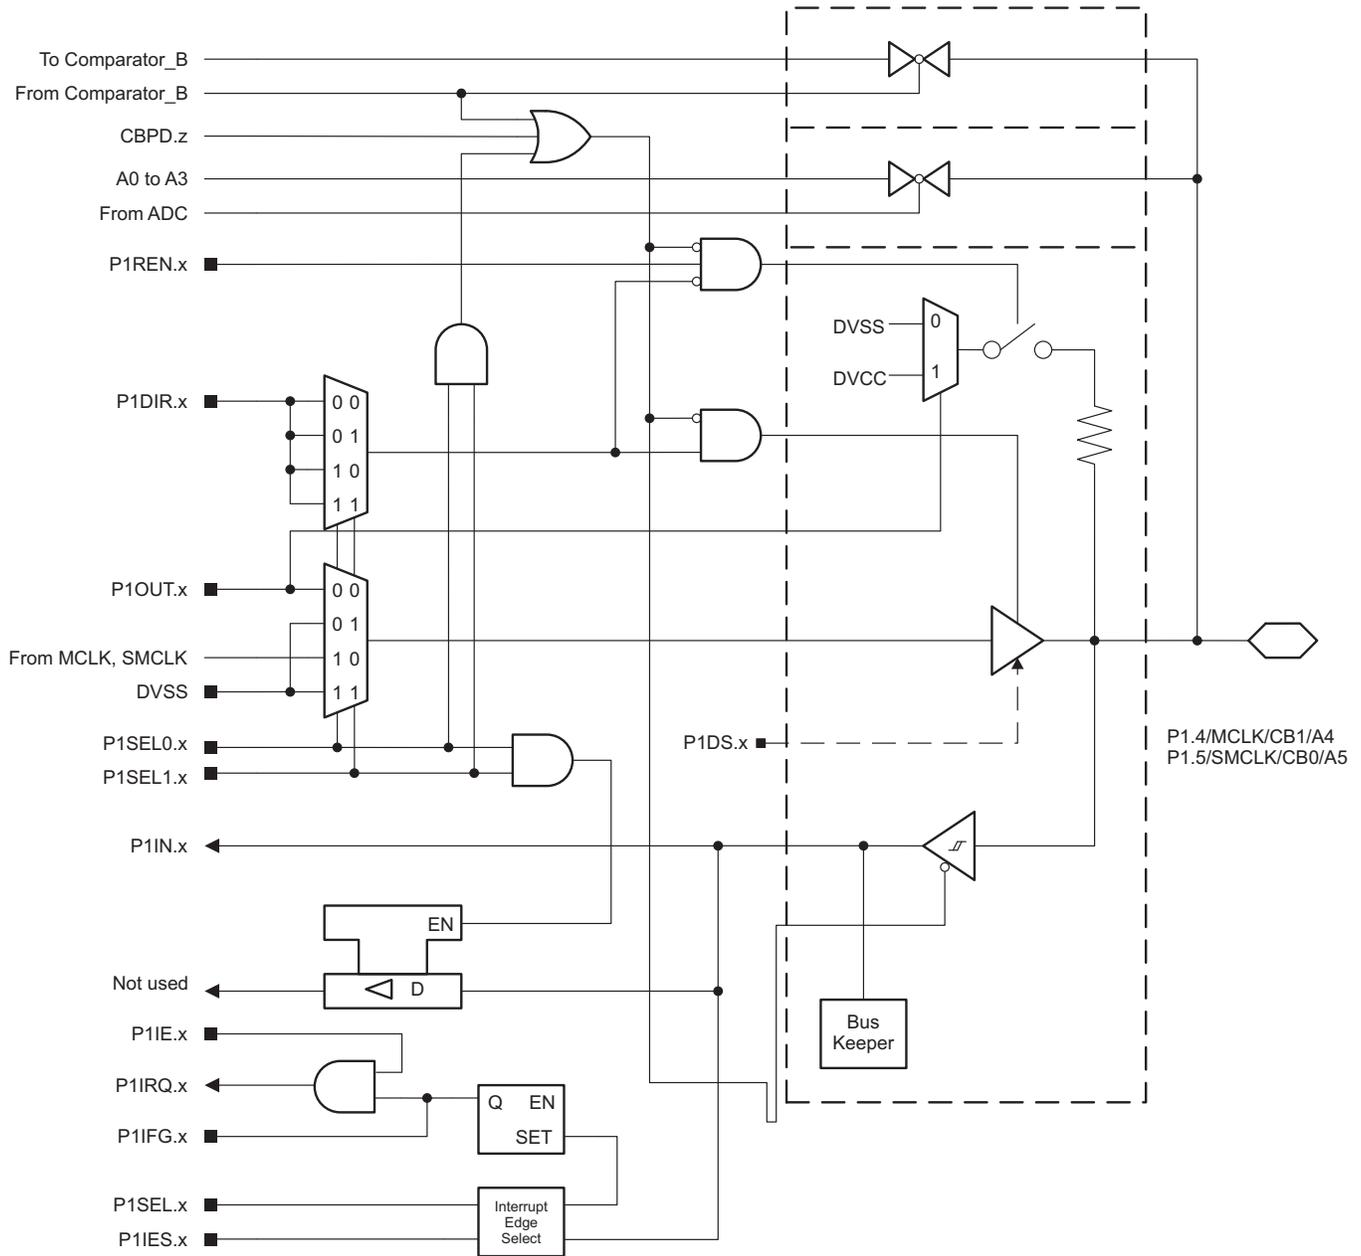 To Comparator_B
From Comparator_B
CBPD.z
A0 to A3
From ADC
P1REN.x
DVSS
0
DVCC
1
P1DIR.x
0 0
0 1
1 0
1 1
P1OUT.x
0 0
0 1
From MCLK, SMCLK
1 0
DVSS
1 1
P1SEL0.x
P1DS.x
P1.4/MCLK/CB1/A4
P1.5/SMCLK/CB0/A5
P1SEL1.x
P1IN.x
EN
Not used
D
Bus
Keeper
P1IE.x
P1IRQ.x
Q EN
P1IFG.x
SET
P1SEL.x
Interrupt
Edge
Select
P1IES.x